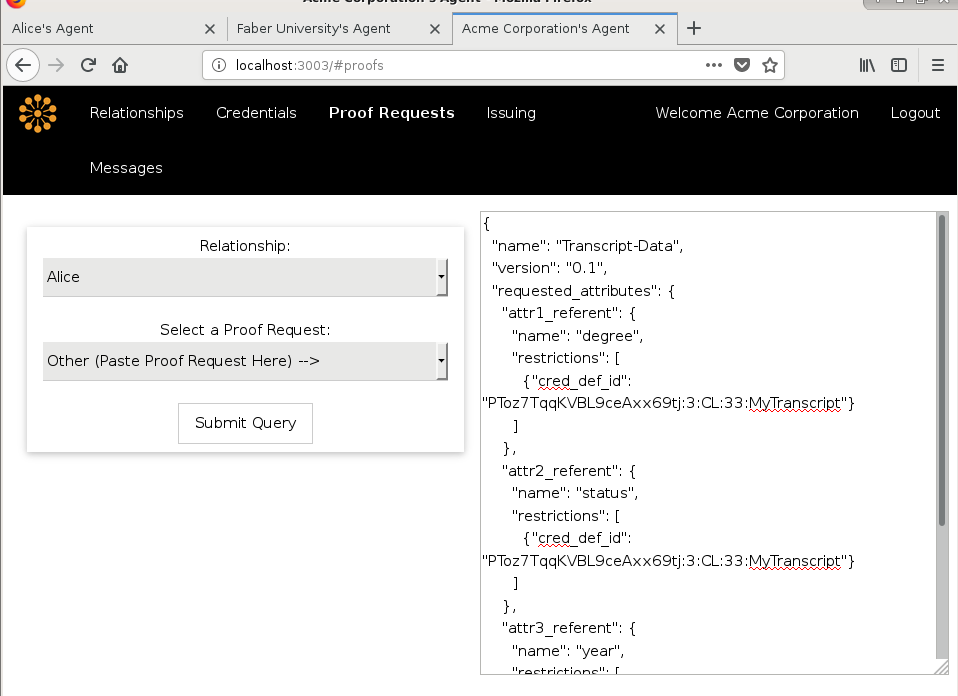 Acme Corporation's Agent - Mozilla Firefox
Alice's Agent
Faber University's Agent
Acme Corporation's Agent
localhost:3003/#proofs
Relationships
Credentials
Proof Requests
Issuing
Welcome Acme Corporation
Logout
Messages
Relationship:
Alice
Select a Proof Request:
Other (Paste Proof Request Here) -->
Submit Query
{
"name": "Transcript-Data",
"version": "0.1",
"requested_attributes": {
"attr1_referent": {
"name": "degree",
"restrictions": [
{"cred_def_id":
"PToz7TqqKVBL9ceAxx69tj:3:CL:33:MyTranscript"}
]
},
"attr2_referent": {
"name": "status",
"restrictions": [
{"cred_def_id":
"PToz7TqqKVBL9ceAxx69tj:3:CL:33:MyTranscript"}
]
},
"attr3_referent": {
"name": "year",
"restrictions": [